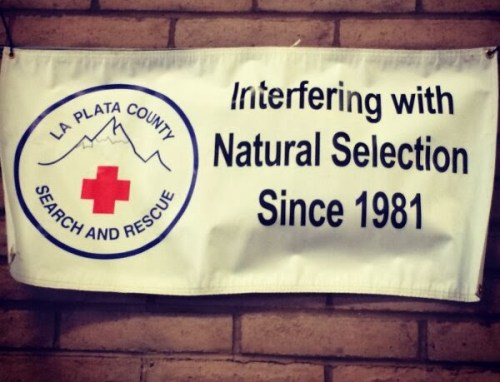 LA PLATA COUNTY
SEARCH AND RESCUE
Interfering with
Natural Selection
Since 1981